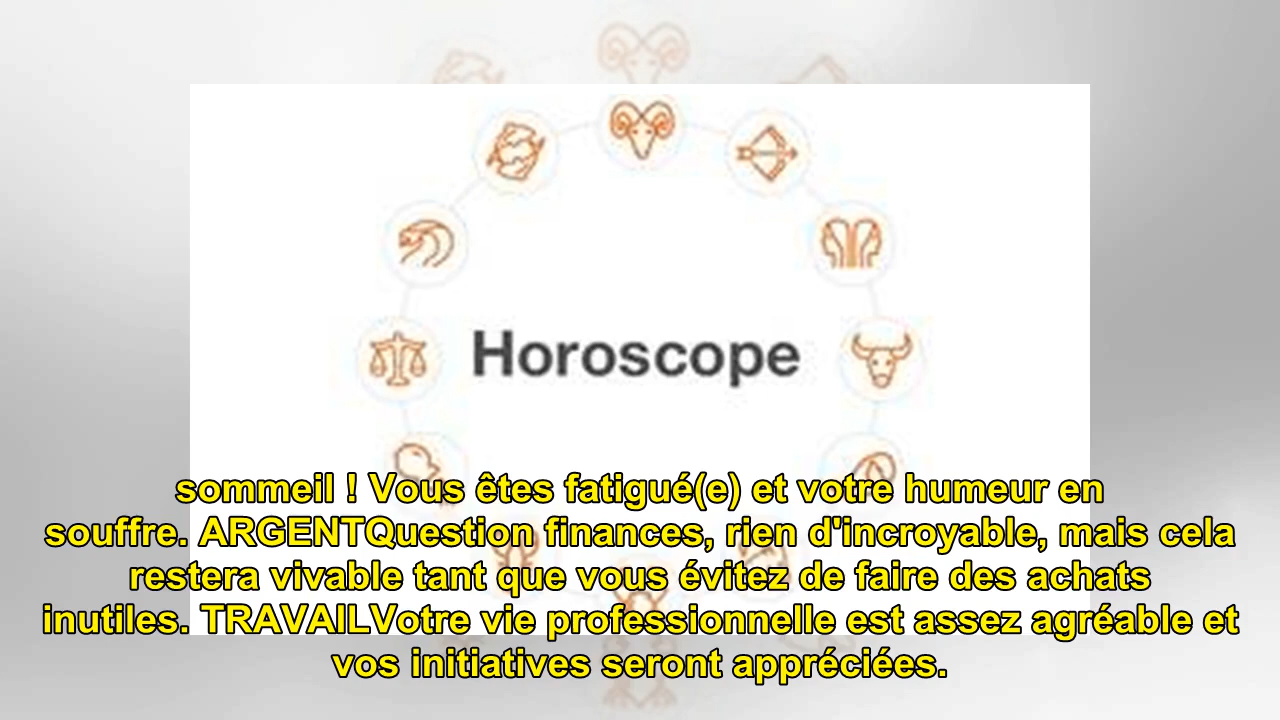 Horoscope
sommeil ! Vous êtes fatigué(e) et votre humeur en
souffre. ARGENTQuestion finances, rien d'incroyable, mais cela
restera vivable tant que vous évitez de faire des achats
inutiles. TRAVAILVotre vie professionnelle est assez agréable et
vos initiatives seront appréciées.